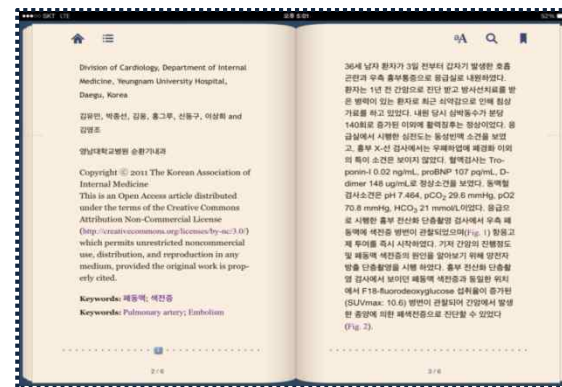 SKT LTE
오후 5:01
52%
Division of Cardiology, Department of Internal
Medicine, Yeungnam University Hospital,
Daegu, Korea
김유민, 박종선, 김웅, 홍그루, 신동구, 이상희 and
김영조
영남대학교병원 순환기내과
Copyright © 2011 The Korean Association of
Internal Medicine
This is an Open Access article distributed
under the terms of the Creative Commons
Attribution Non-Commercial License
(http://creativecommons.org/licenses/by-nc/3.0/)
which permits unrestricted noncommercial
use, distribution, and reproduction in any
medium, provided the original work is prop-
erly cited.
Keywords: 폐동맥; 색전증
Keywords: Pulmonary artery; Embolism
2/6
ºA
36세 남자 환자가 3일 전부터 갑자기 발생한 호흡
곤란과 우측 흉부통증으로 응급실로 내원하였다.
환자는 1년 전 간암으로 진단 받고 방사선치료를 받
은 병력이 있는 환자로 최근 쇠약감으로 인해 침상
가료를 하고 있었다. 내원 당시 심박동수가 분당
140회로 증가된 이외에 활력징후는 정상이었다. 응
급실에서 시행한 심전도는 동성빈맥 소견을 보였
고, 흉부 X-선 검사에서는 우폐하엽에 폐경화 이외
의 특이 소견은 보이지 않았다. 혈액검사는 Tro-
ponin-I 0.02 ng/mL, proBNP 107 pq/mL, D-
dimer 148 ug/mL로 정상소견을 보였다. 동맥혈
검사소견은 pH 7.464, pCO₂ 29.6 mmHg, pO2
70.8 mmHg, HCO₃ 21 mmol/L이었다. 응급으
로 시행한 흉부 전산화 단층촬영 검사에서 우측 폐
동맥에 색전증 병변이 관찰되었으며(Fig. 1) 항응고
제 투여를 즉시 시작하였다. 기저 간암의 진행정도
및 폐동맥 색전증의 원인을 알아보기 위해 양전자
방출 단층촬영을 시행 하였다. 흉부 전산화 단층촬
영 검사에서 보이던 폐동맥 색전증과 동일한 위치
에서 F18-fluorodeoxyglucose 섭취율이 증가된
(SUVmax: 10.6) 병변이 관찰되어 간암에서 발생
한 종양에 의한 폐색전증으로 진단할 수 있었다
(Fig. 2).
3/6